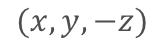 (x, y, −z)